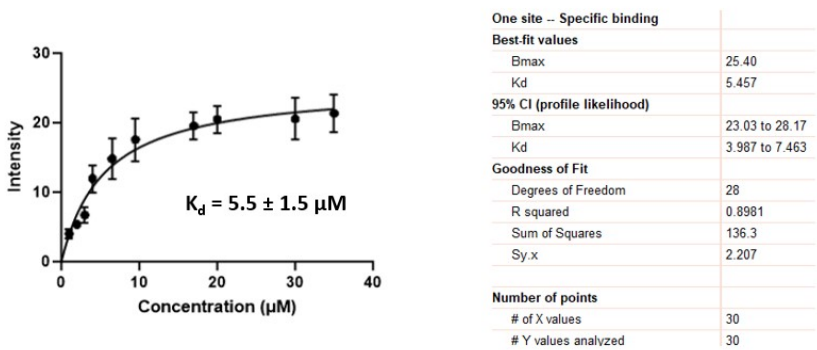 30
20
10
0
Intensity
0 10 20 30 40
Concentration (µM)
Kd = 5.5 ± 1.5 µM
One site -- Specific binding
Best-fit values
Bmax 25.40
Kd 5.457
95% CI (profile likelihood)
Bmax 23.03 to 28.17
Kd 3.987 to 7.463
Goodness of Fit
Degrees of Freedom 28
R squared 0.8981
Sum of Squares 136.3
Sy.x 2.207
Number of points
# of X values 30
# Y values analyzed 30